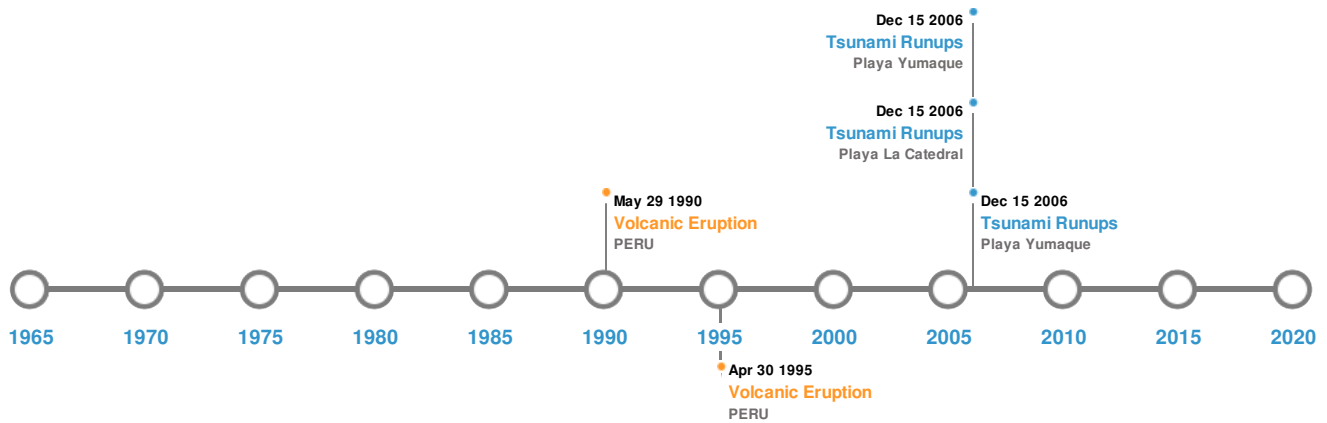 Dec 15 2006
Tsunami Runups
Playa Yumaque
Dec 15 2006
Tsunami Runups
Playa La Catedral
May 29 1990
Volcanic Eruption
PERU
Dec 15 2006
Tsunami Runups
Playa Yumaque
1965 1970 1975 1980 1985 1990 1995 2000 2005 2010 2015 2020
Apr 30 1995
Volcanic Eruption
PERU